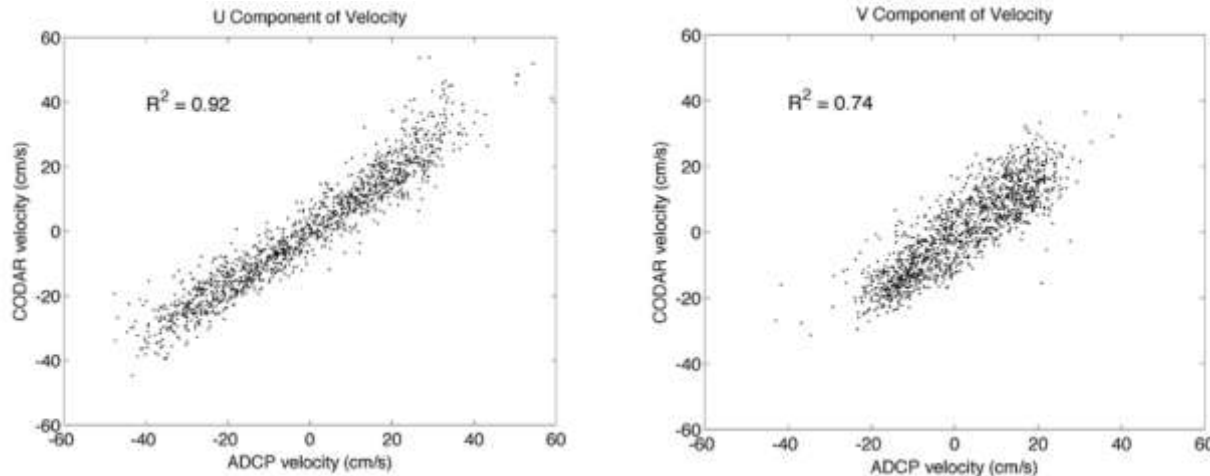 U Component of Velocity
60
40
20
0
-20
-40
-60
-60 -40 -20 0 20 40 60
CODAR velocity (cm/s)
ADCP velocity (cm/s)
R² = 0.92
V Component of Velocity
60
40
20
0
-20
-40
-60
-60 -40 -20 0 20 40 60
CODAR velocity (cm/s)
ADCP velocity (cm/s)
R² = 0.74